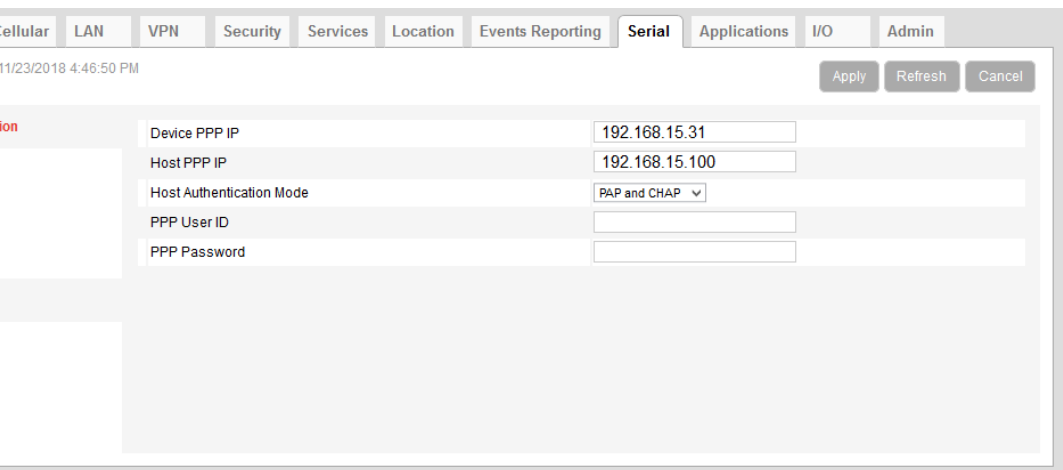 Cellular LAN VPN Security Services Location Events Reporting Serial Applications I/O Admin
11/23/2018 4:46:50 PM
Apply Refresh Cancel
ion
Device PPP IP 192.168.15.31
Host PPP IP 192.168.15.100
Host Authentication Mode PAP and CHAP
PPP User ID
PPP Password